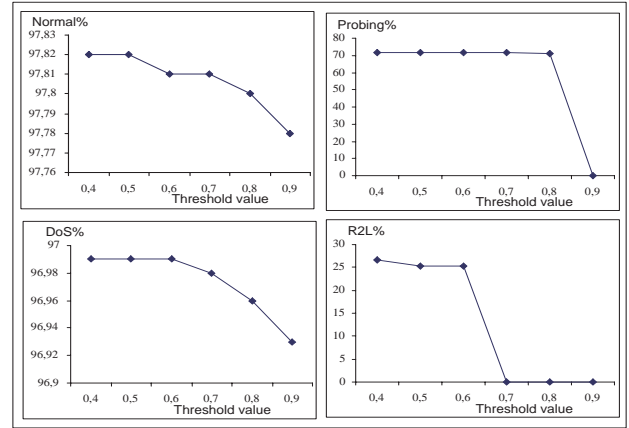 Normal%
97,83
97,82
97,81
97,8
97,79
97,78
97,77
97,76
0,4 0,5 0,6 0,7 0,8 0,9
Threshold value
Probing%
80
70
60
50
40
30
20
10
0
0,4 0,5 0,6 0,7 0,8 0,9
Threshold value
DoS%
97
96,98
96,96
96,94
96,92
96,9
0,4 0,5 0,6 0,7 0,8 0,9
Threshold value
R2L%
30
25
20
15
10
5
0
0,4 0,5 0,6 0,7 0,8 0,9
Threshold value